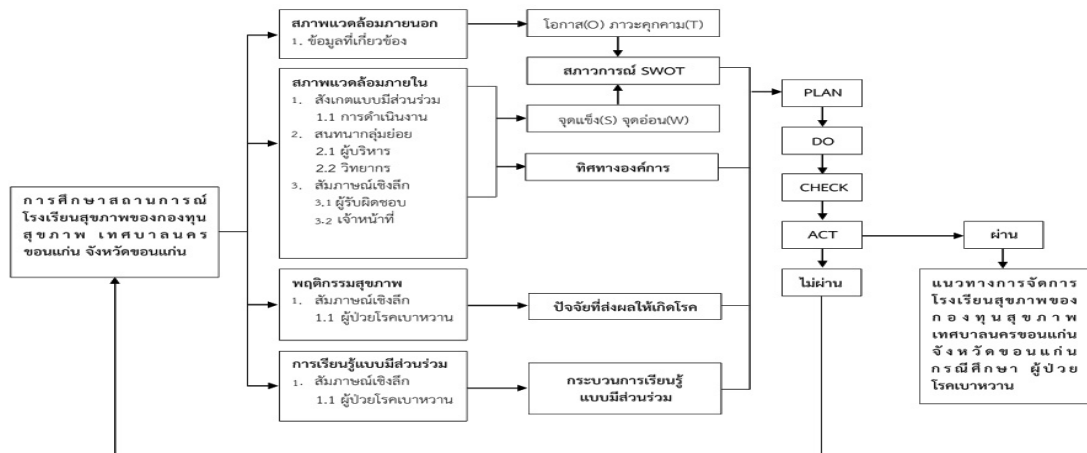 การศึกษาสถานการณ์
โรงเรียนสุขภาพของกองทุน
สุขภาพ เทศบาลนคร
ขอนแก่น จังหวัดขอนแก่น
สภาพแวดล้อมภายนอก
1. ข้อมูลที่เกี่ยวข้อง
สภาพแวดล้อมภายใน
1. สังเกตแบบมีส่วนร่วม
1.1 การดำเนินงาน
2. สนทนากลุ่มย่อย
2.1 ผู้บริหาร
2.2 วิทยากร
3. สัมภาษณ์เชิงลึก
3.1 ผู้รับผิดชอบ
3-2 เจ้าหน้าที่
พฤติกรรมสุขภาพ
1. สัมภาษณ์เชิงลึก
1.1 ผู้ป่วยโรคเบาหวาน
การเรียนรู้แบบมีส่วนร่วม
1. สัมภาษณ์เชิงลึก
1.1 ผู้ป่วยโรคเบาหวาน
โอกาส(O) ภาวะคุกคาม(T)
สภาวการณ์ SWOT
จุดแข็ง(S) จุดอ่อน(W)
ทิศทางองค์การ
ปัจจัยที่ส่งผลให้เกิดโรค
กระบวนการเรียนรู้
แบบมีส่วนร่วม
PLAN
DO
CHECK
ACT
ไม่ผ่าน
ผ่าน
แนวทางการจัดการ
โรงเรียนสุขภาพของ
กองทุนสุขภาพ
เทศบาลนครขอนแก่น
จังหวัดขอนแก่น
กรณีศึกษา ผู้ป่วย
โรคเบาหวาน